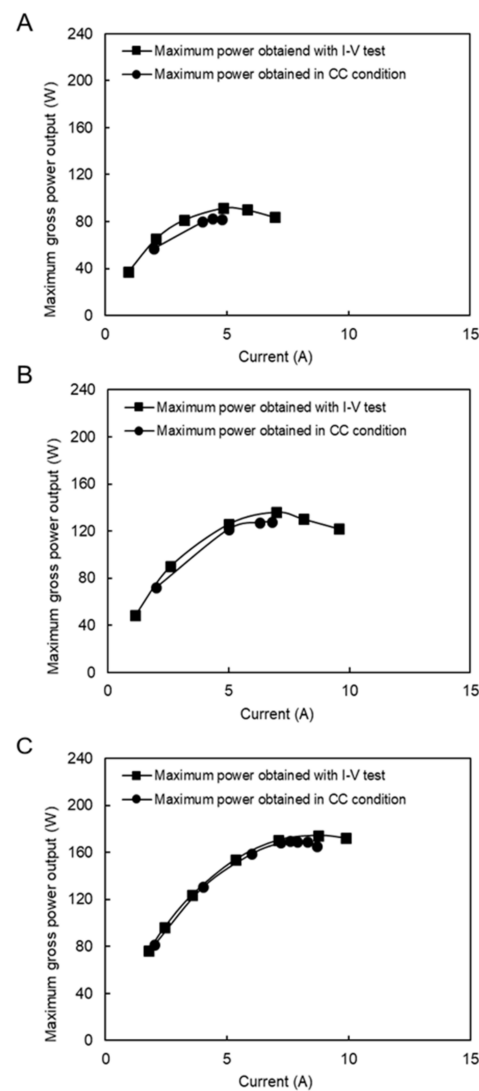 A
240
Maximum power obtaiend with I-V test
200
Maximum power obtained in CC condition
160
120
80
40
0
0
5
10
15
Maximum gross power output (W)
Current (A)
B
240
Maximum power obtained with I-V test
200
Maximum power obtained in CC condition
160
120
80
40
0
0
5
10
15
Maximum gross power output (W)
Current (A)
C
240
Maximum power obtained with I-V test
200
Maximum power obtained in CC condition
160
120
80
40
0
0
5
10
15
Maximum gross power output (W)
Current (A)